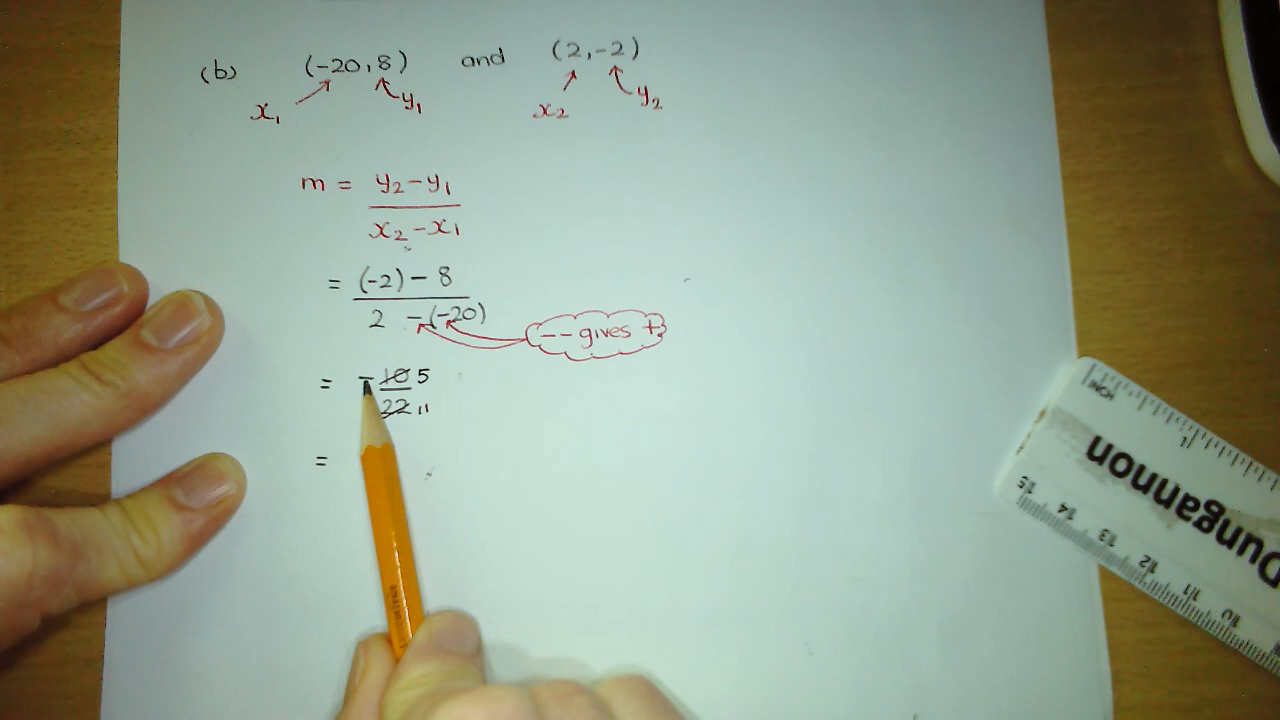 (b) (-20, 8) and (2, -2)
x₁ y₁ x₂ y₂
m = y₂ - y₁
x₂ - x₁
= (-2) - 8
2 - (-20)
-- gives +
= - 10 5
22 11
=
Dungannon
15 14 13 12 11 10